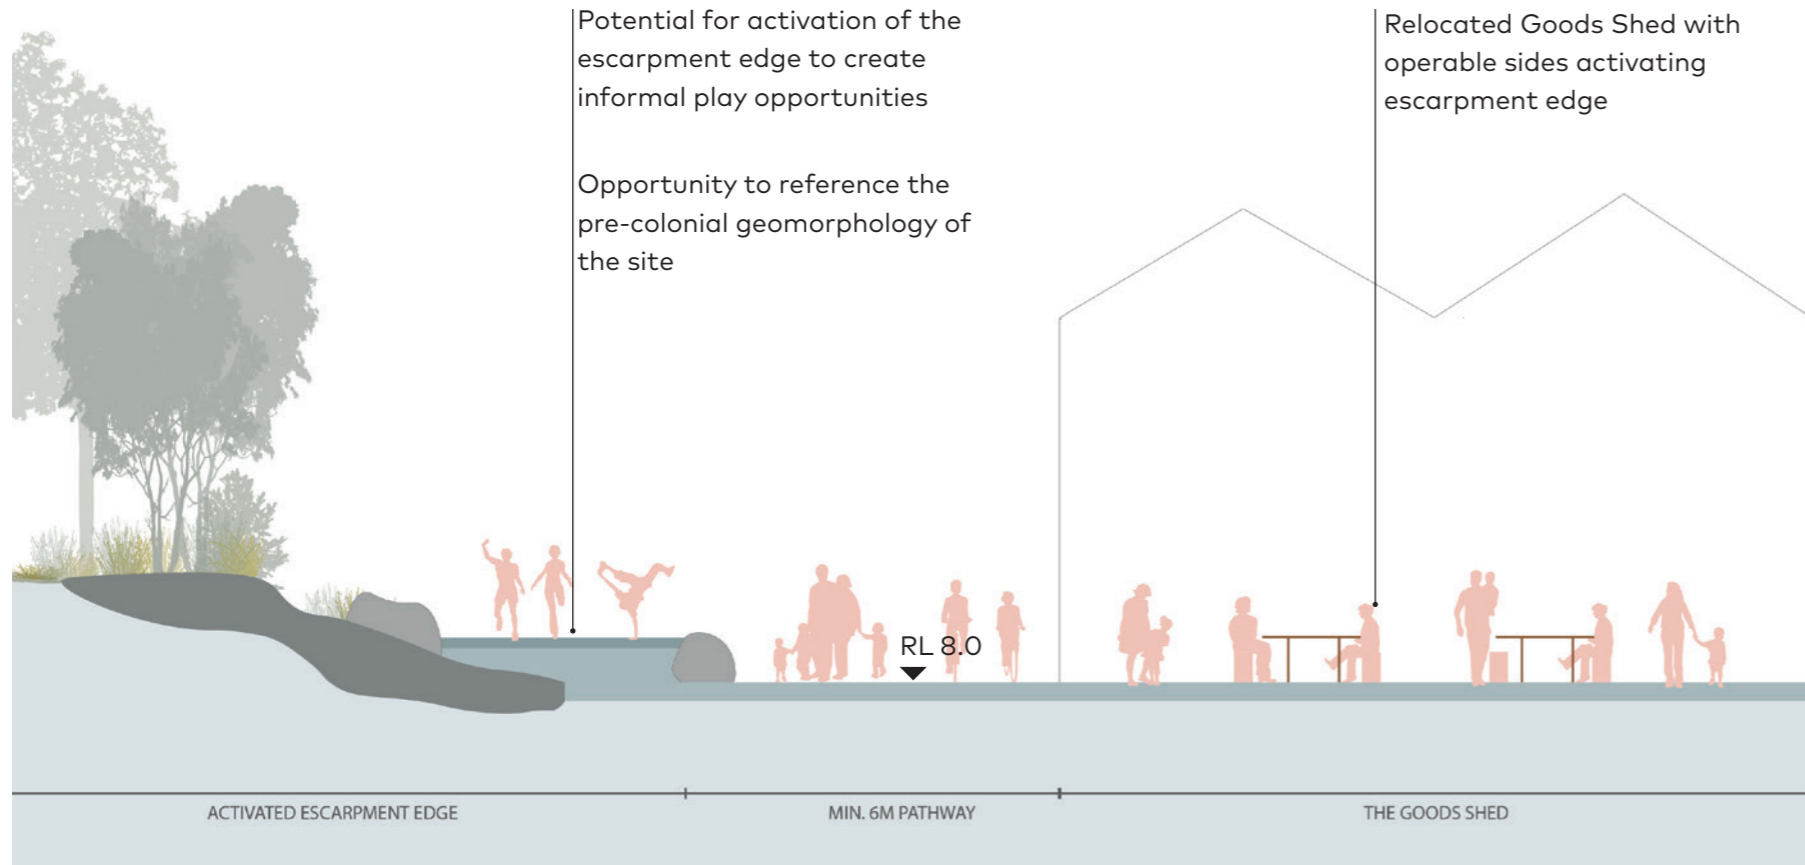 Potential for activation of the
escarpment edge to create
informal play opportunities
Opportunity to reference the
pre-colonial geomorphology of
the site
Relocated Goods Shed with
operable sides activating
escarpment edge
RL 8.0
ACTIVATED ESCARPMENT EDGE
MIN. 6M PATHWAY
THE GOODS SHED